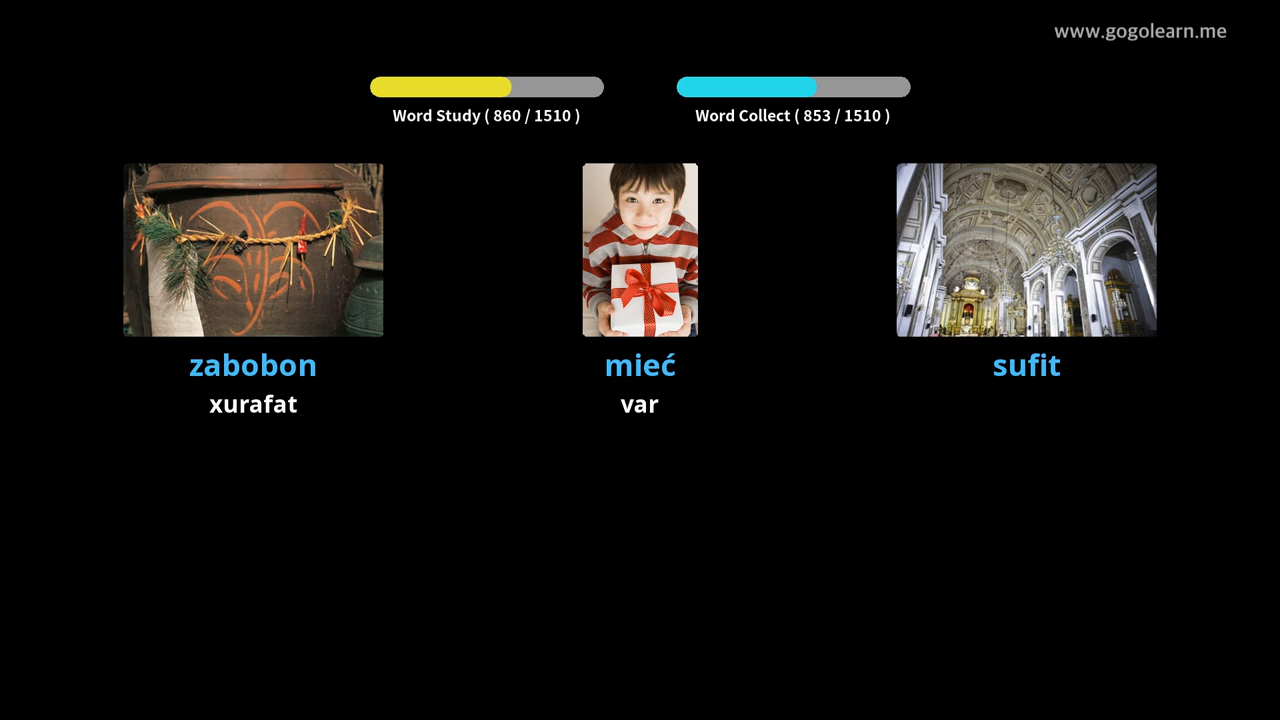 www.gogolearn.me
Word Study ( 860 / 1510 )
Word Collect ( 853 / 1510 )
zabobon
xurafat
mieć
var
sufit